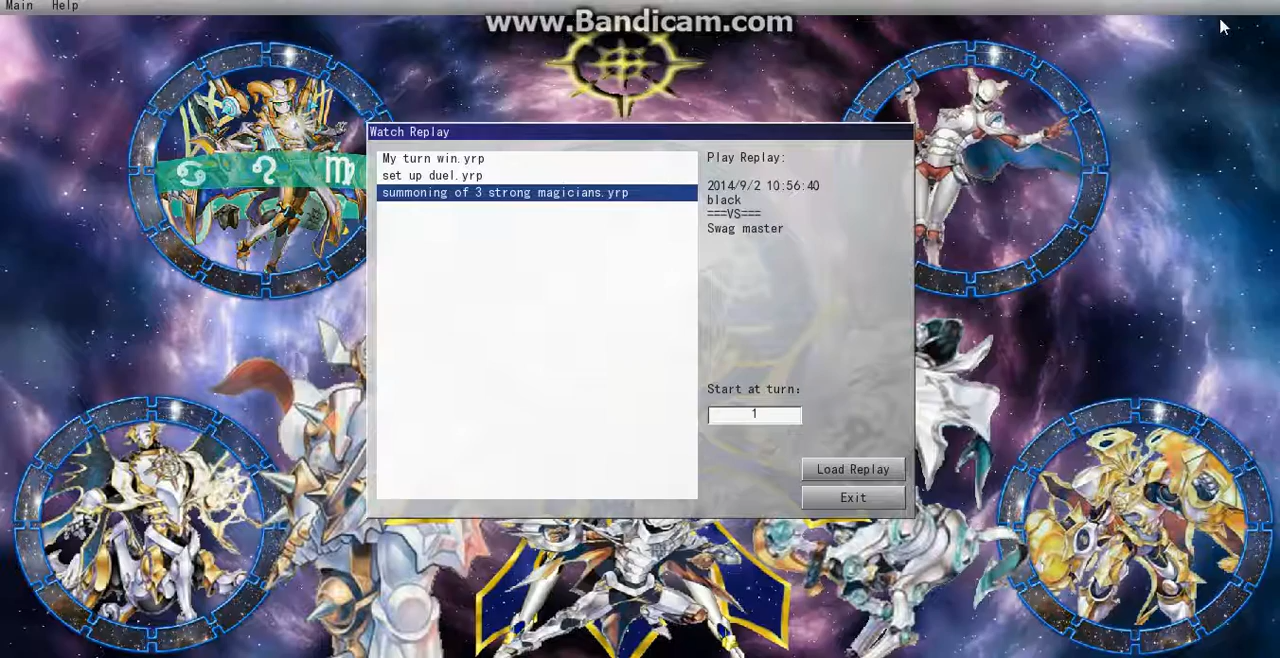 Main Help
www.Bandicam.com
Watch Replay
My turn win.yrp
set up duel.yrp
summoning of 3 strong magicians.yrp
Play Replay:
2014/9/2 10:56:40
black
===VS===
Swag master
Start at turn:
1
Load Replay
Exit